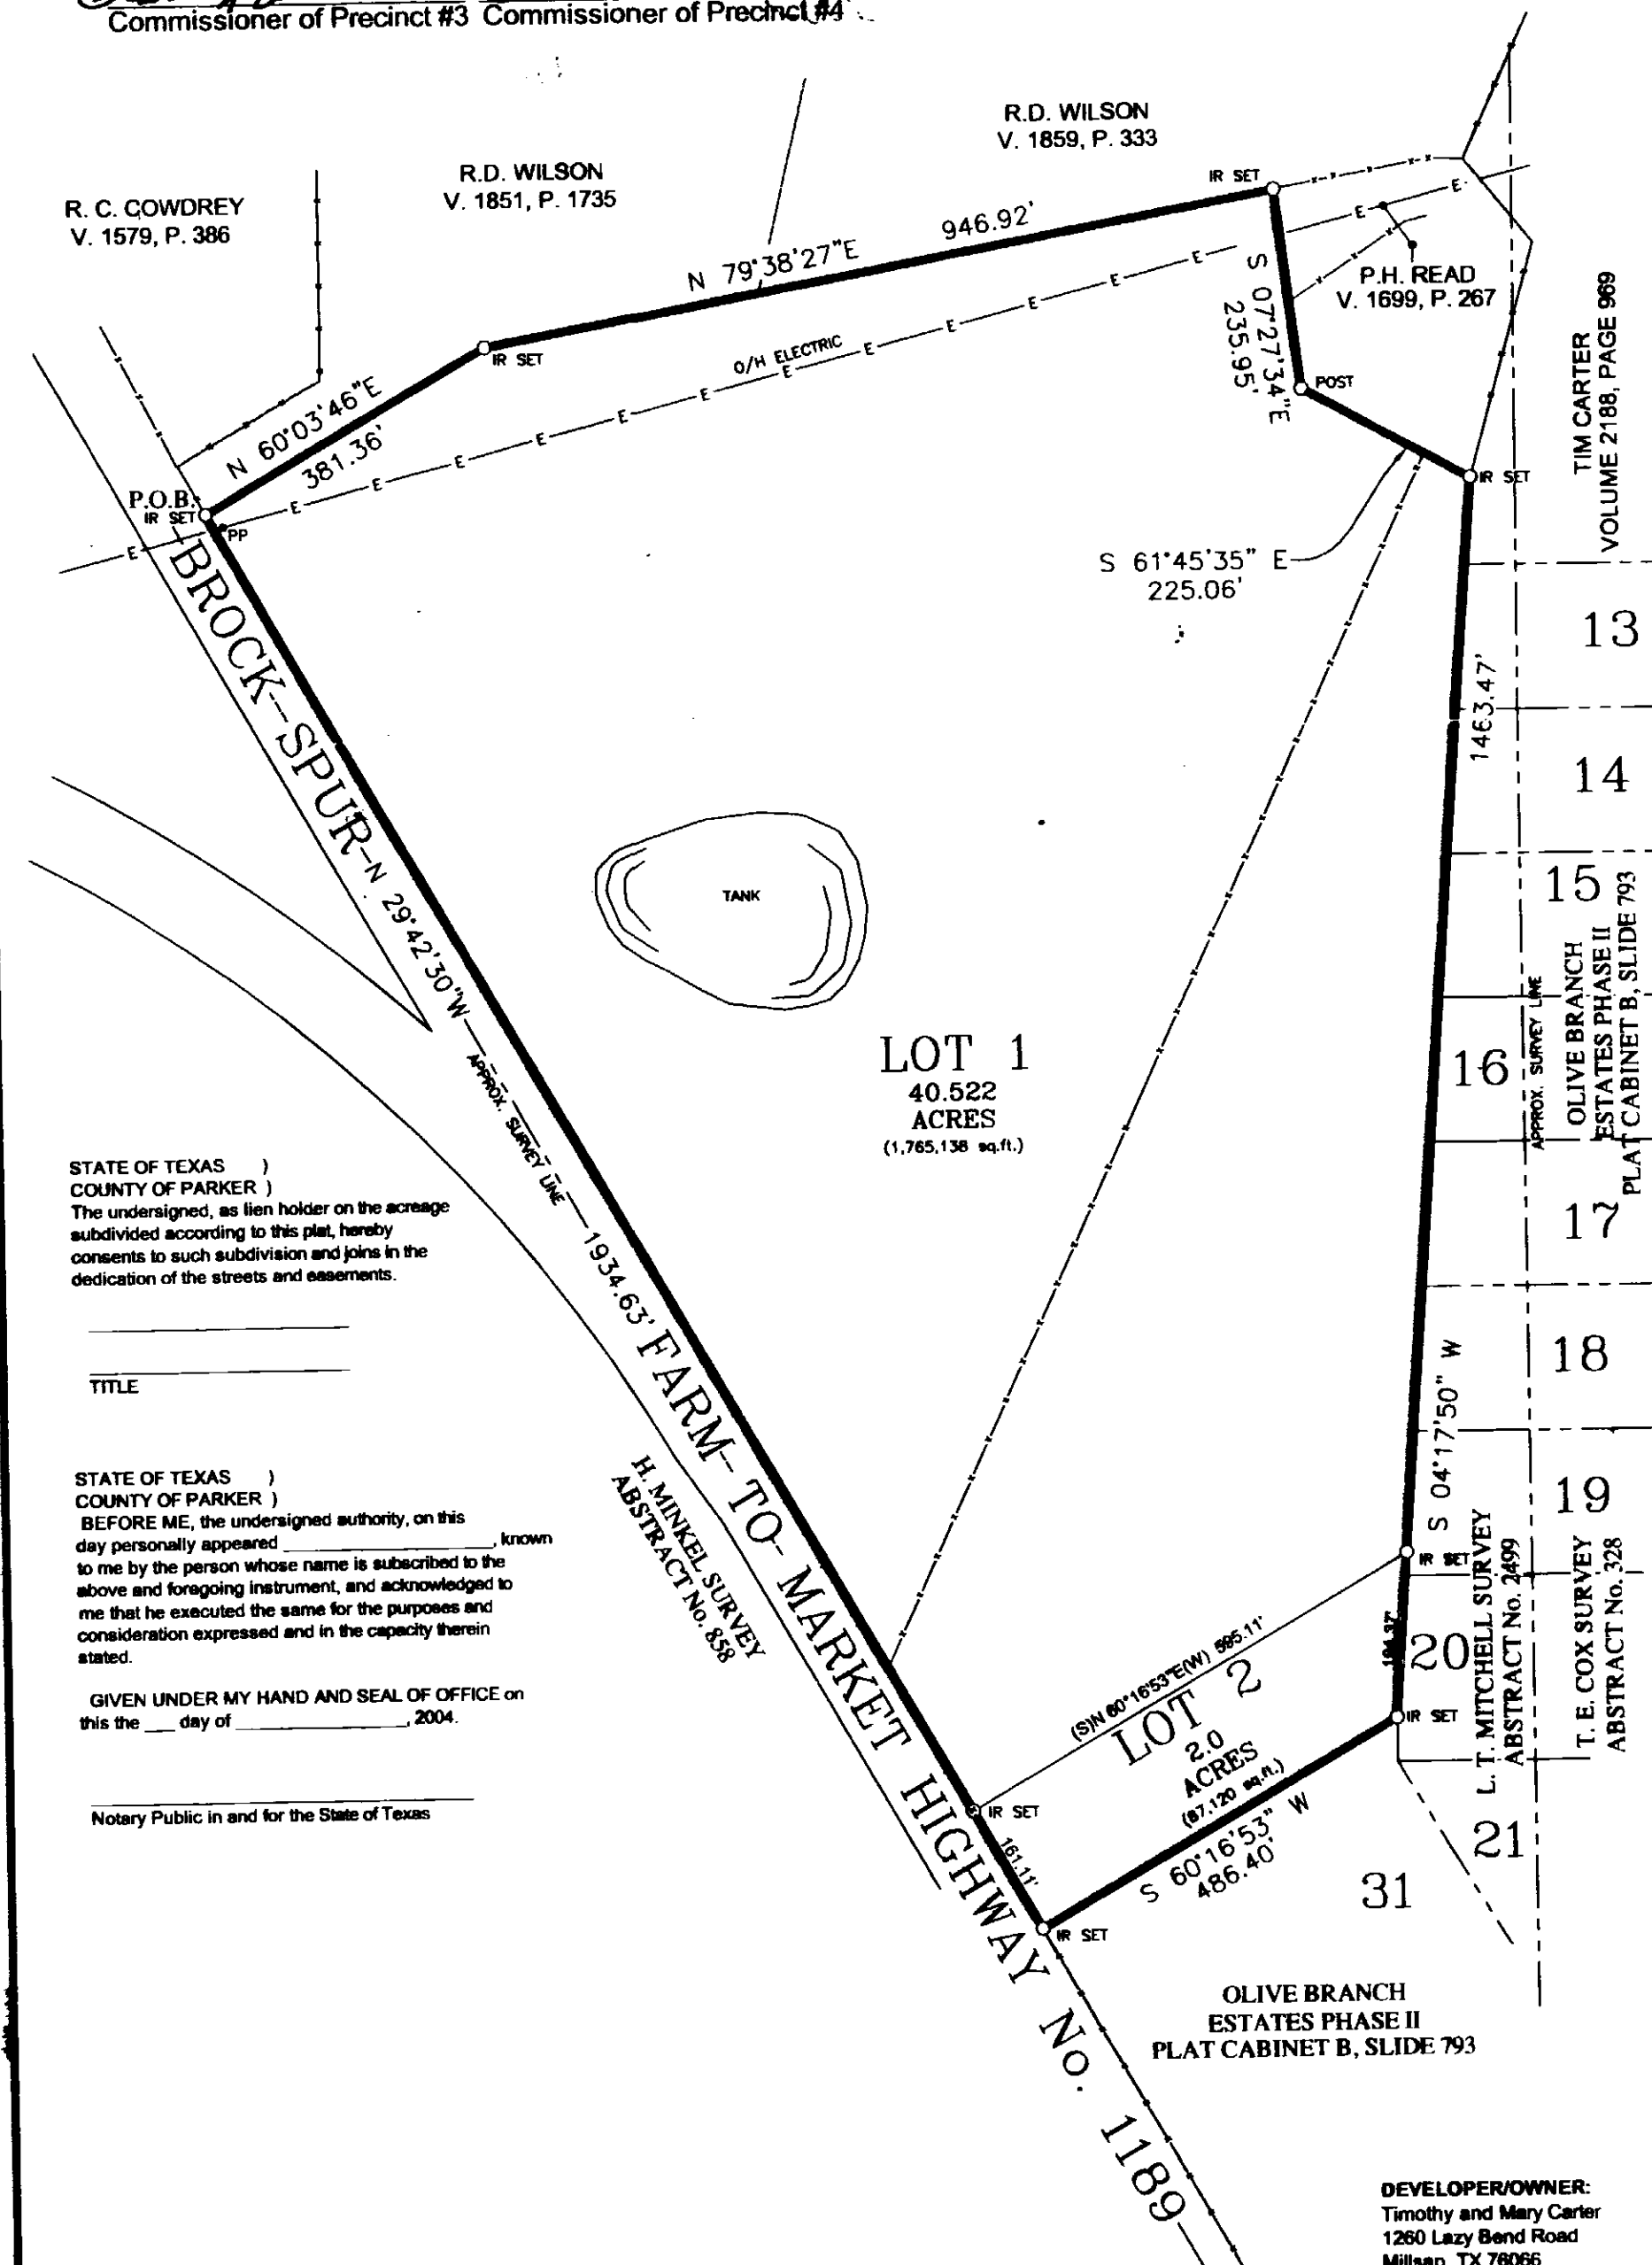 Commissioner of Precinct #3 Commissioner of Precinct #4
R.D. WILSON
V. 1859, P. 333
R.D. WILSON
V. 1851, P. 1735
R. C. COWDREY
V. 1579, P. 386
IR SET
946.92'
N 79°38'27"E
E
E
P.H. READ
V. 1699, P. 267
S 07°27'34"E
235.95'
TIM CARTER
VOLUME 2188, PAGE 969
IR SET
O/H ELECTRIC
E
E
E
E
E
E
E
E
E
E
E
E
POST
N 60°03'46"E
381.36'
IR SET
P.O.B.
IR SET
PP
S 61°45'35" E
225.06'
13
1463.47'
14
BROCK SPUR
N 29°42'30"W
TANK
15
OLIVE BRANCH
ESTATES PHASE II
PLAT CABINET B, SLIDE 793
APPROX. SURVEY LINE
LOT 1
40.522
ACRES
(1,765,138 sq.ft.)
16
APPROX. SURVEY LINE
17
STATE OF TEXAS )
COUNTY OF PARKER )
The undersigned, as lien holder on the acreage
subdivided according to this plat, hereby
consents to such subdivision and joins in the
dedication of the streets and easements.
TITLE
1934.63'
FARM TO MARKET HIGHWAY No. 1189
18
S 04°17'50" W
19
H. MINKEL SURVEY
ABSTRACT No. 858
STATE OF TEXAS )
COUNTY OF PARKER )
BEFORE ME, the undersigned authority, on this
day personally appeared ____________________, known
to me by the person whose name is subscribed to the
above and foregoing instrument, and acknowledged to
me that he executed the same for the purposes and
consideration expressed and in the capacity therein
stated.
GIVEN UNDER MY HAND AND SEAL OF OFFICE on
this the ___ day of ________________, 2004.
Notary Public in and for the State of Texas
IR SET
L. T. MITCHELL SURVEY
ABSTRACT No. 2499
T. E. COX SURVEY
ABSTRACT No. 328
20
(S)N 60°16'53"E(W) 595.11'
LOT 2
2.0
ACRES
(87,120 sq.ft.)
IR SET
IR SET
161.11'
S 60°16'53" W
486.40'
21
31
IR SET
OLIVE BRANCH
ESTATES PHASE II
PLAT CABINET B, SLIDE 793
DEVELOPER/OWNER:
Timothy and Mary Carter
1260 Lazy Bend Road
Millsap, TX 76066